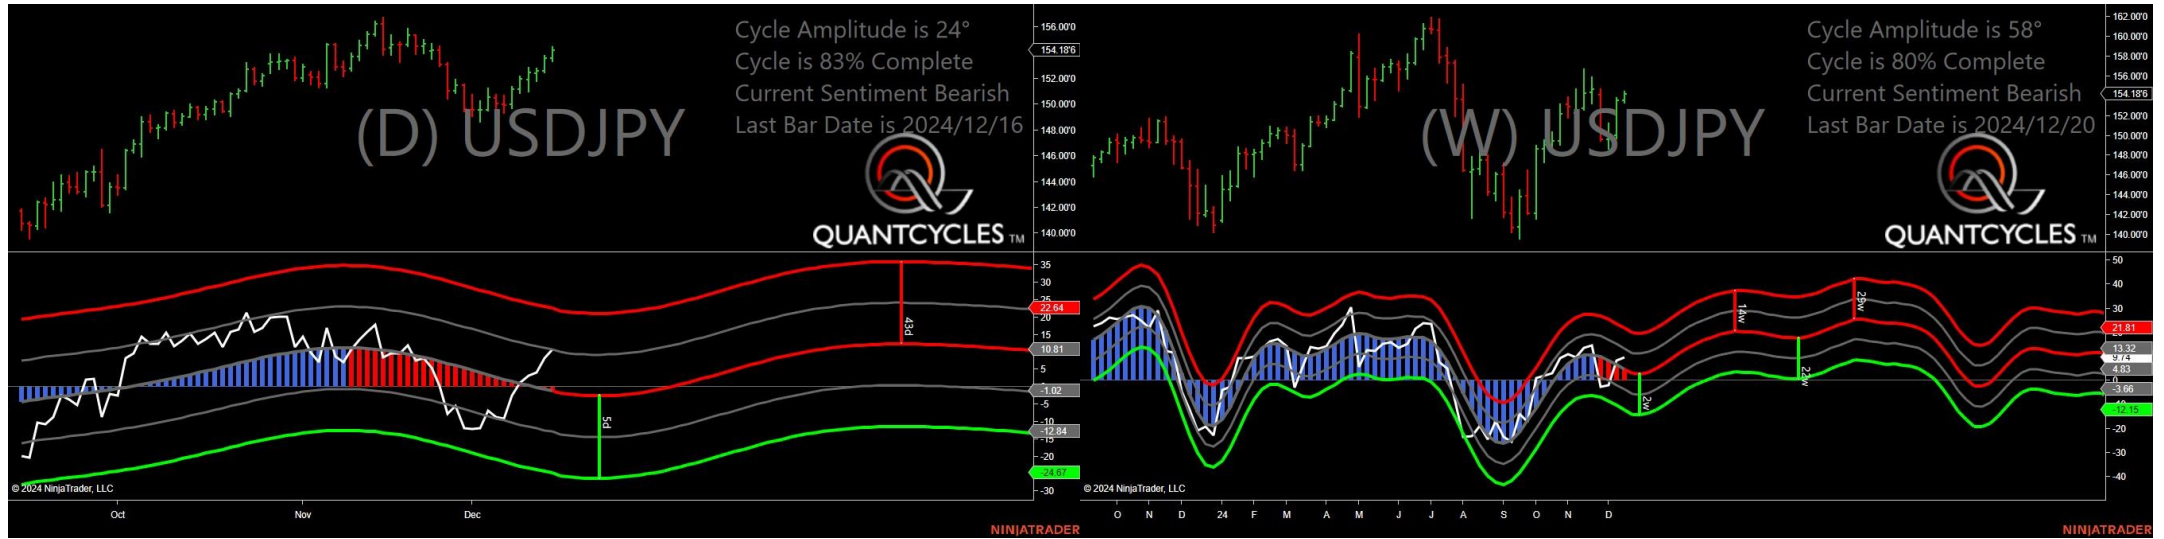 Cycle Amplitude is 24°
Cycle is 83% Complete
Current Sentiment Bearish
Last Bar Date is 2024/12/16
(D) USDJPY
QUANTCYCLES TM
156.00'0
154.18'6
152.00'0
150.00'0
148.00'0
146.00'0
144.00'0
142.00'0
140.00'0
35
30
25
22.64
20
15
10.81
5
-1.02
-5
-10
-12.84
-15
-20
-24.67
-30
43d
5d
© 2024 NinjaTrader, LLC
Oct
Nov
Dec
NINJATRADER
Cycle Amplitude is 58°
Cycle is 80% Complete
Current Sentiment Bearish
Last Bar Date is 2024/12/20
(W) USDJPY
QUANTCYCLES TM
162.00'0
160.00'0
158.00'0
156.00'0
154.18'6
152.00'0
150.00'0
148.00'0
146.00'0
144.00'0
142.00'0
140.00'0
50
40
30
21.81
13.32
9.74
4.83
0
-3.66
-12.15
-20
-30
-40
14w
29w
22w
2w
© 2024 NinjaTrader, LLC
O
N
D
24
F
M
A
M
J
J
A
S
O
N
D
NINJATRADER